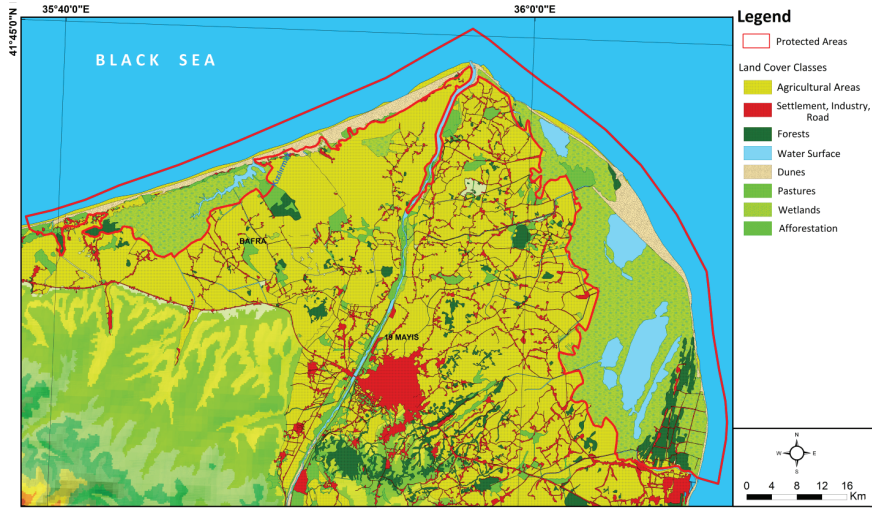 35°40'0"E
36°0'0"E
41°45'0"N
BLACK SEA
BAFRA
19 MAYIS
Legend
Protected Areas
Land Cover Classes
Agricultural Areas
Settlement, Industry,
Road
Forests
Water Surface
Dunes
Pastures
Wetlands
Afforestation
N
W E
S
0 4 8 12 16
Km